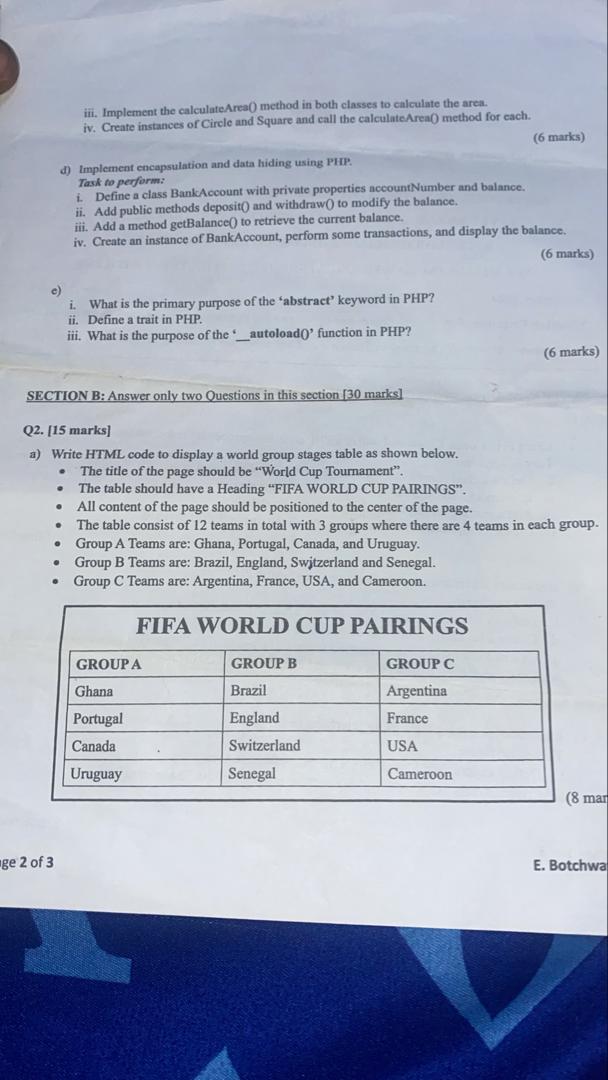 iii. Implement the calculateArea() method in both classes to calculate the area.
iv. Create instances of Circle and Square and call the calculateArea() method for each.
(6 marks)
d) Implement encapsulation and data hiding using PHP.
Task to perform:
i. Define a class BankAccount with private properties accountNumber and balance.
ii. Add public methods deposit() and withdraw() to modify the balance.
iii. Add a method getBalance() to retrieve the current balance.
iv. Create an instance of BankAccount, perform some transactions, and display the balance.
(6 marks)
e)
i. What is the primary purpose of the ‘abstract’ keyword in PHP?
ii. Define a trait in PHP.
iii. What is the purpose of the ‘__autoload()’ function in PHP?
(6 marks)
SECTION B: Answer only two Questions in this section [30 marks]
Q2. [15 marks]
a) Write HTML code to display a world group stages table as shown below.
• The title of the page should be “World Cup Tournament”.
• The table should have a Heading “FIFA WORLD CUP PAIRINGS”.
• All content of the page should be positioned to the center of the page.
• The table consist of 12 teams in total with 3 groups where there are 4 teams in each group.
• Group A Teams are: Ghana, Portugal, Canada, and Uruguay.
• Group B Teams are: Brazil, England, Switzerland and Senegal.
• Group C Teams are: Argentina, France, USA, and Cameroon.
FIFA WORLD CUP PAIRINGS
GROUP A GROUP B GROUP C
Ghana Brazil Argentina
Portugal England France
Canada Switzerland USA
Uruguay Senegal Cameroon
(8 mar
ge 2 of 3 E. Botchwa